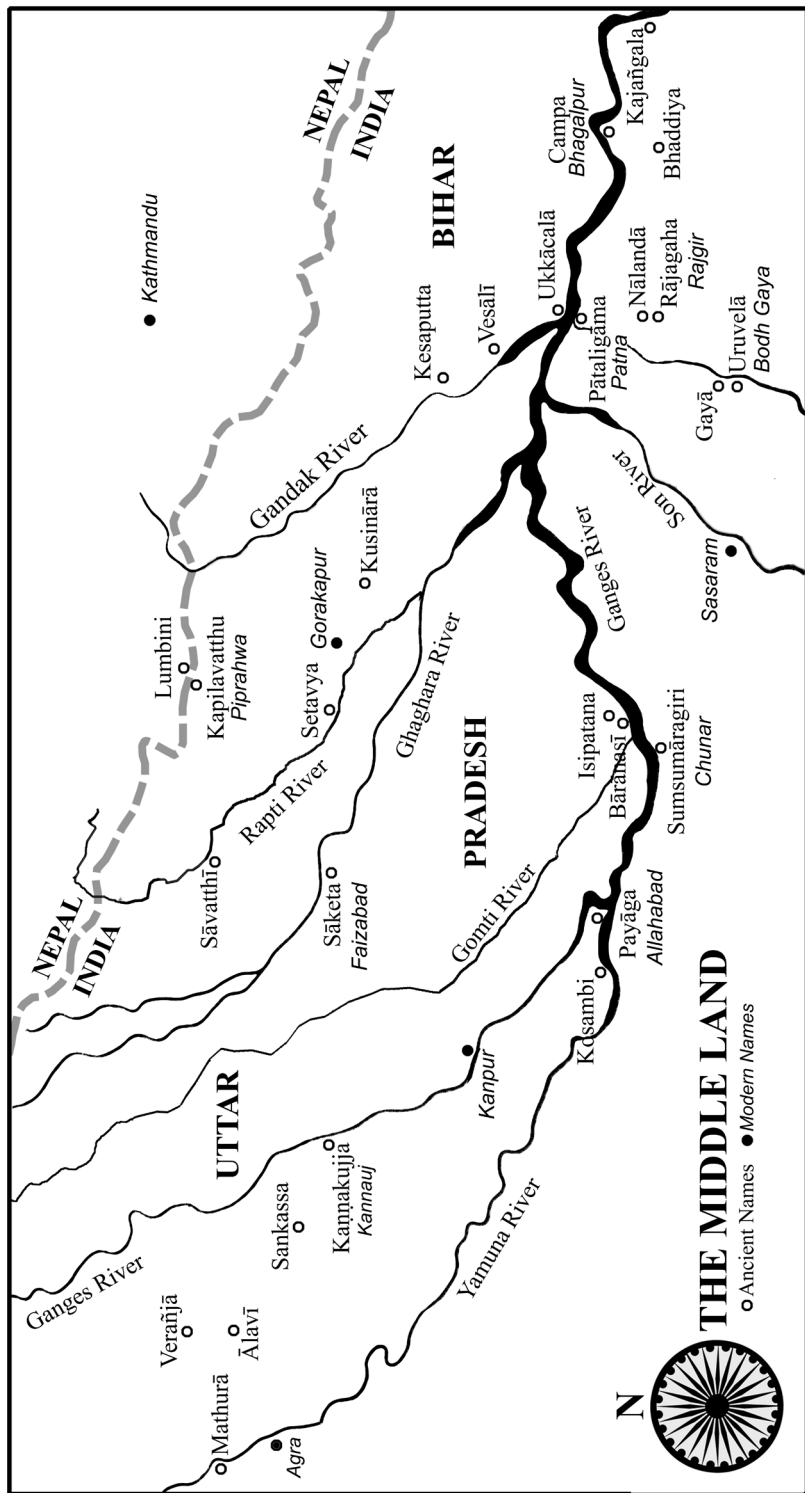 NEPAL
INDIA
NEPAL
INDIA
Kathmandu
BIHAR
UTTAR
PRADESH
Ganges River
Verañjā
Ālavī
Mathurā
Agra
Sankassa
Kaṇṇakujja
Kannauj
Kanpur
Yamuna River
Sāvatthī
Rapti River
Sāketa
Faizabad
Gomti River
Kosambi
Payāga
Allahabad
Lumbini
Kapilavatthu
Piprahwa
Setavya
Gorakapur
Kusinārā
Ghaghara River
Gandak River
Isipatana
Bārāṇasī
Sumsumāragiri
Chunar
Ganges River
Kesaputta
Vesālī
Ukkācalā
Pātaligāma
Patna
Nālandā
Rājagaha
Rajgir
Gayā
Uruvelā
Bodh Gaya
Son River
Sasaram
Campa
Bhagalpur
Kajañgala
Bhaddiya
N
THE MIDDLE LAND
Ancient Names
Modern Names